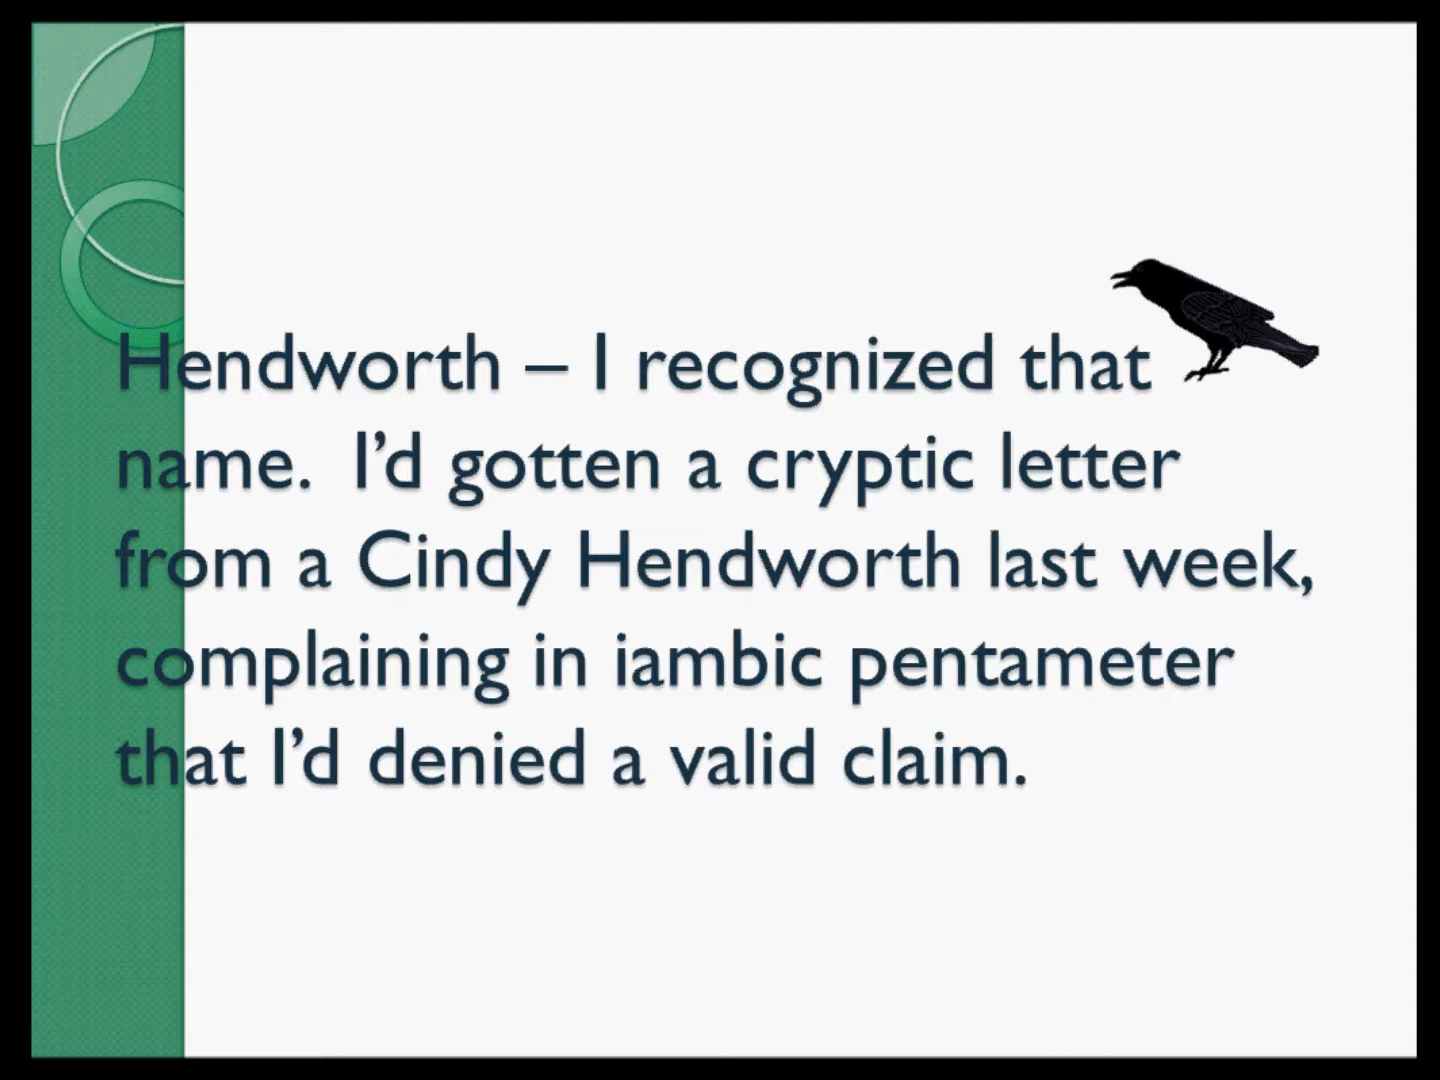 Hendworth – I recognized that
name.  I’d gotten a cryptic letter
from a Cindy Hendworth last week,
complaining in iambic pentameter
that I’d denied a valid claim.